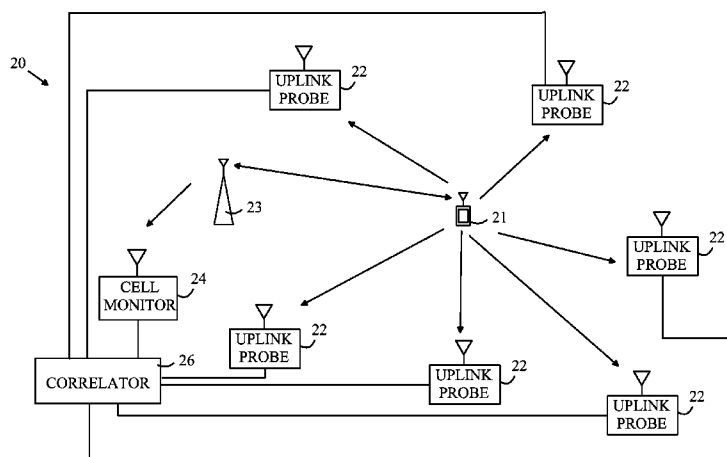 20
UPLINK
PROBE
22
UPLINK
PROBE
22
23
21
UPLINK
PROBE
22
CELL
MONITOR
24
UPLINK
PROBE
22
CORRELATOR
26
UPLINK
PROBE
22
UPLINK
PROBE
22